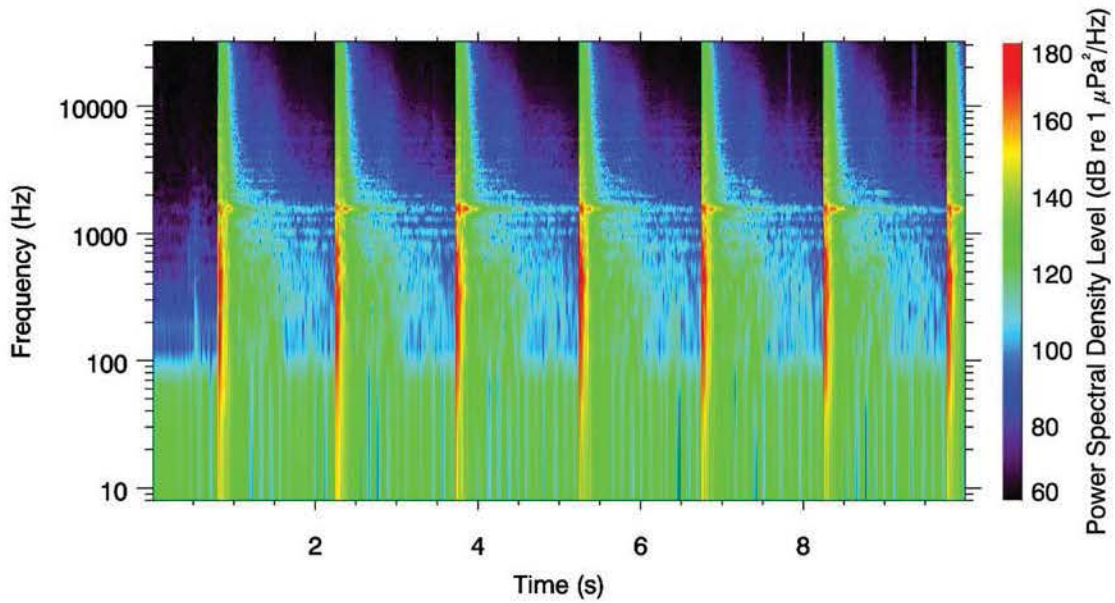 10000
1000
100
10
Frequency (Hz)
2 4 6 8
Time (s)
180
160
140
120
100
80
60
Power Spectral Density Level (dB re 1 μPa²/Hz)